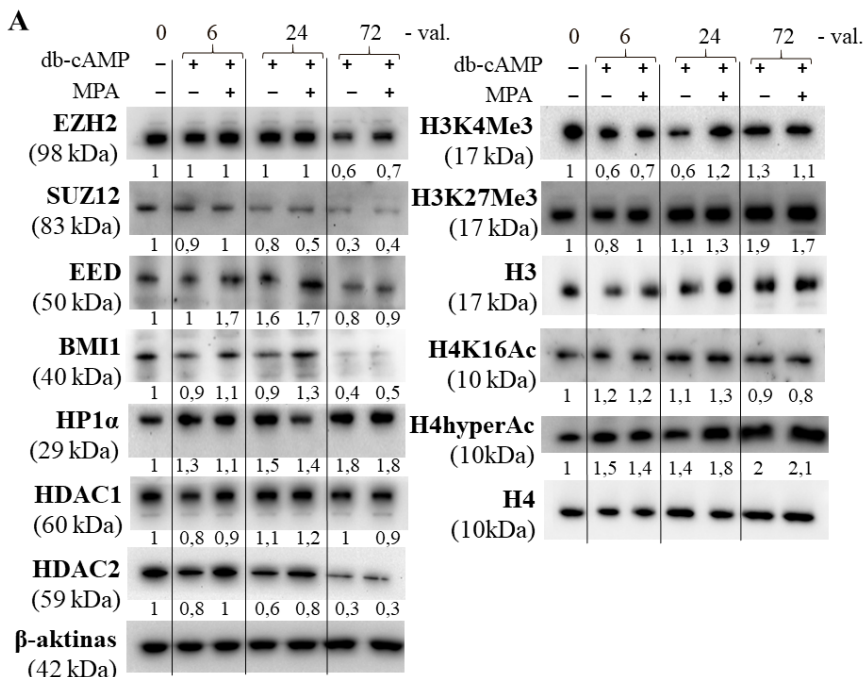 A
0 6 24 72 - val.
db-cAMP – + + + + + +
MPA – + – + – +
EZH2
(98 kDa)
1 1 1 1 1 0,6 0,7
SUZ12
(83 kDa)
1 0,9 1 0,8 0,5 0,3 0,4
EED
(50 kDa)
1 1 1,7 1,6 1,7 0,8 0,9
BMI1
(40 kDa)
1 0,9 1,1 0,9 1,3 0,4 0,5
HP1α
(29 kDa)
1 1,3 1,1 1,5 1,4 1,8 1,8
HDAC1
(60 kDa)
1 0,8 0,9 1,1 1,2 1 0,9
HDAC2
(59 kDa)
1 0,8 1 0,6 0,8 0,3 0,3
β-aktinas
(42 kDa)
0 6 24 72 - val.
db-cAMP – + + + + + +
MPA – + – + – +
H3K4Me3
(17 kDa)
1 0,6 0,7 0,6 1,2 1,3 1,1
H3K27Me3
(17 kDa)
1 0,8 1 1,1 1,3 1,9 1,7
H3
(17 kDa)
H4K16Ac
(10 kDa)
1 1,2 1,2 1,1 1,3 0,9 0,8
H4hyperAc
(10kDa)
1 1,5 1,4 1,4 1,8 2 2,1
H4
(10kDa)